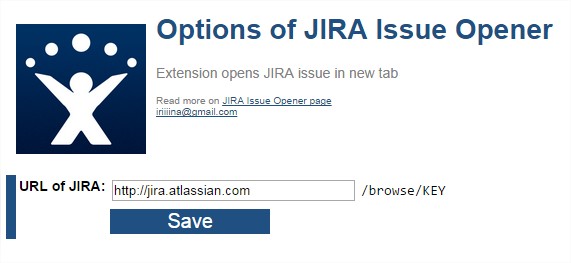 Options of JIRA Issue Opener
Extension opens JIRA issue in new tab
Read more on JIRA Issue Opener page
iriiiina@gmail.com
URL of JIRA: http://jira.atlassian.com /browse/KEY
Save